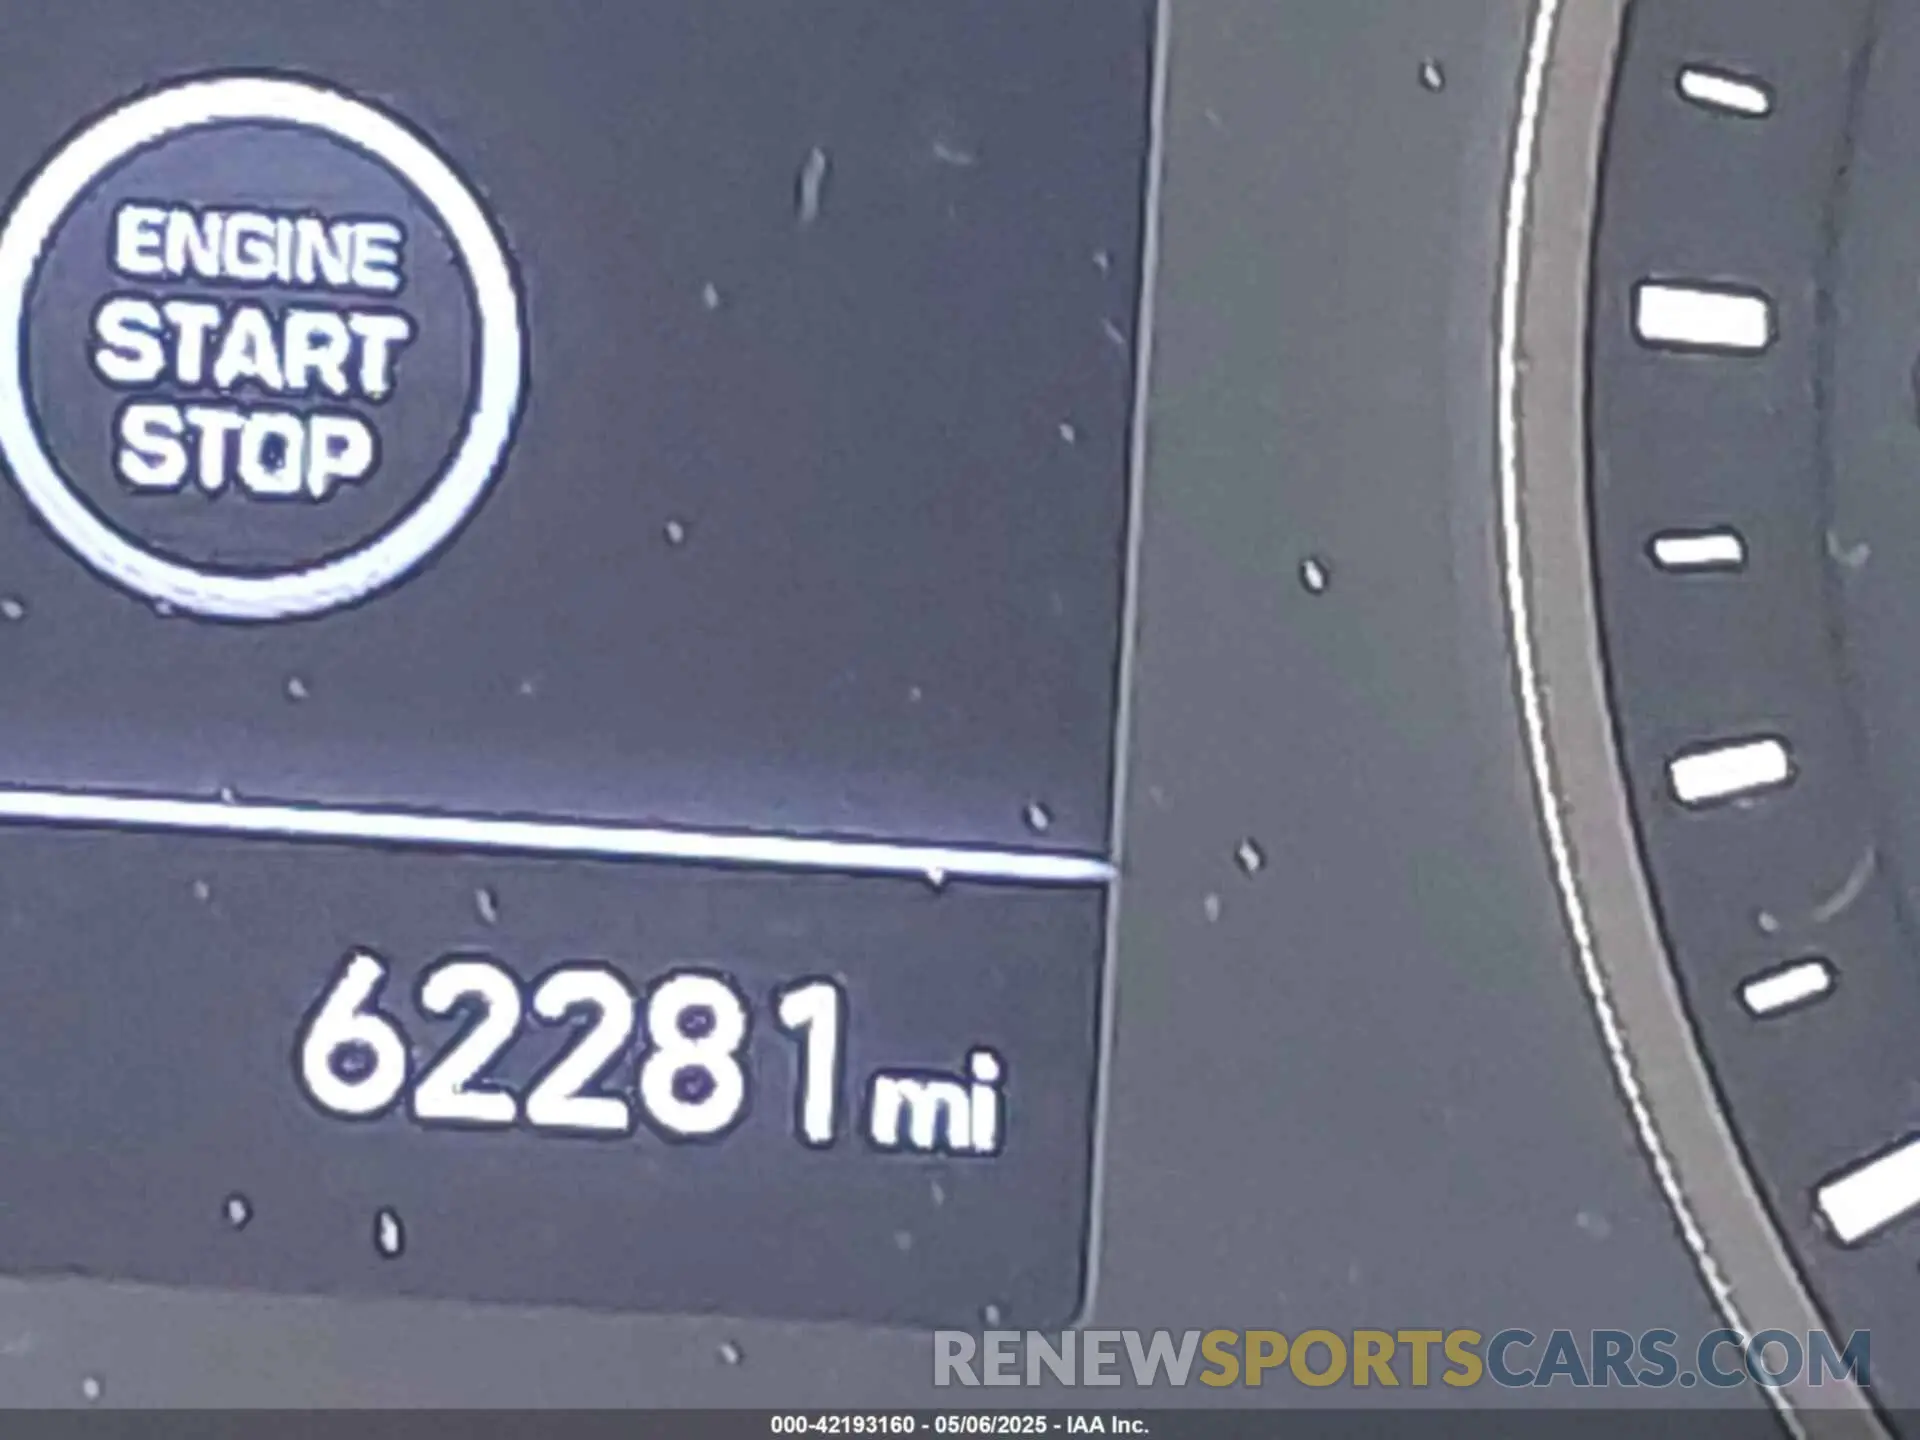 ENGINE
START
STOP
62281 mi
RENEWSPORTSCARS.COM
000-42193160 - 05/06/2025 - IAA Inc.